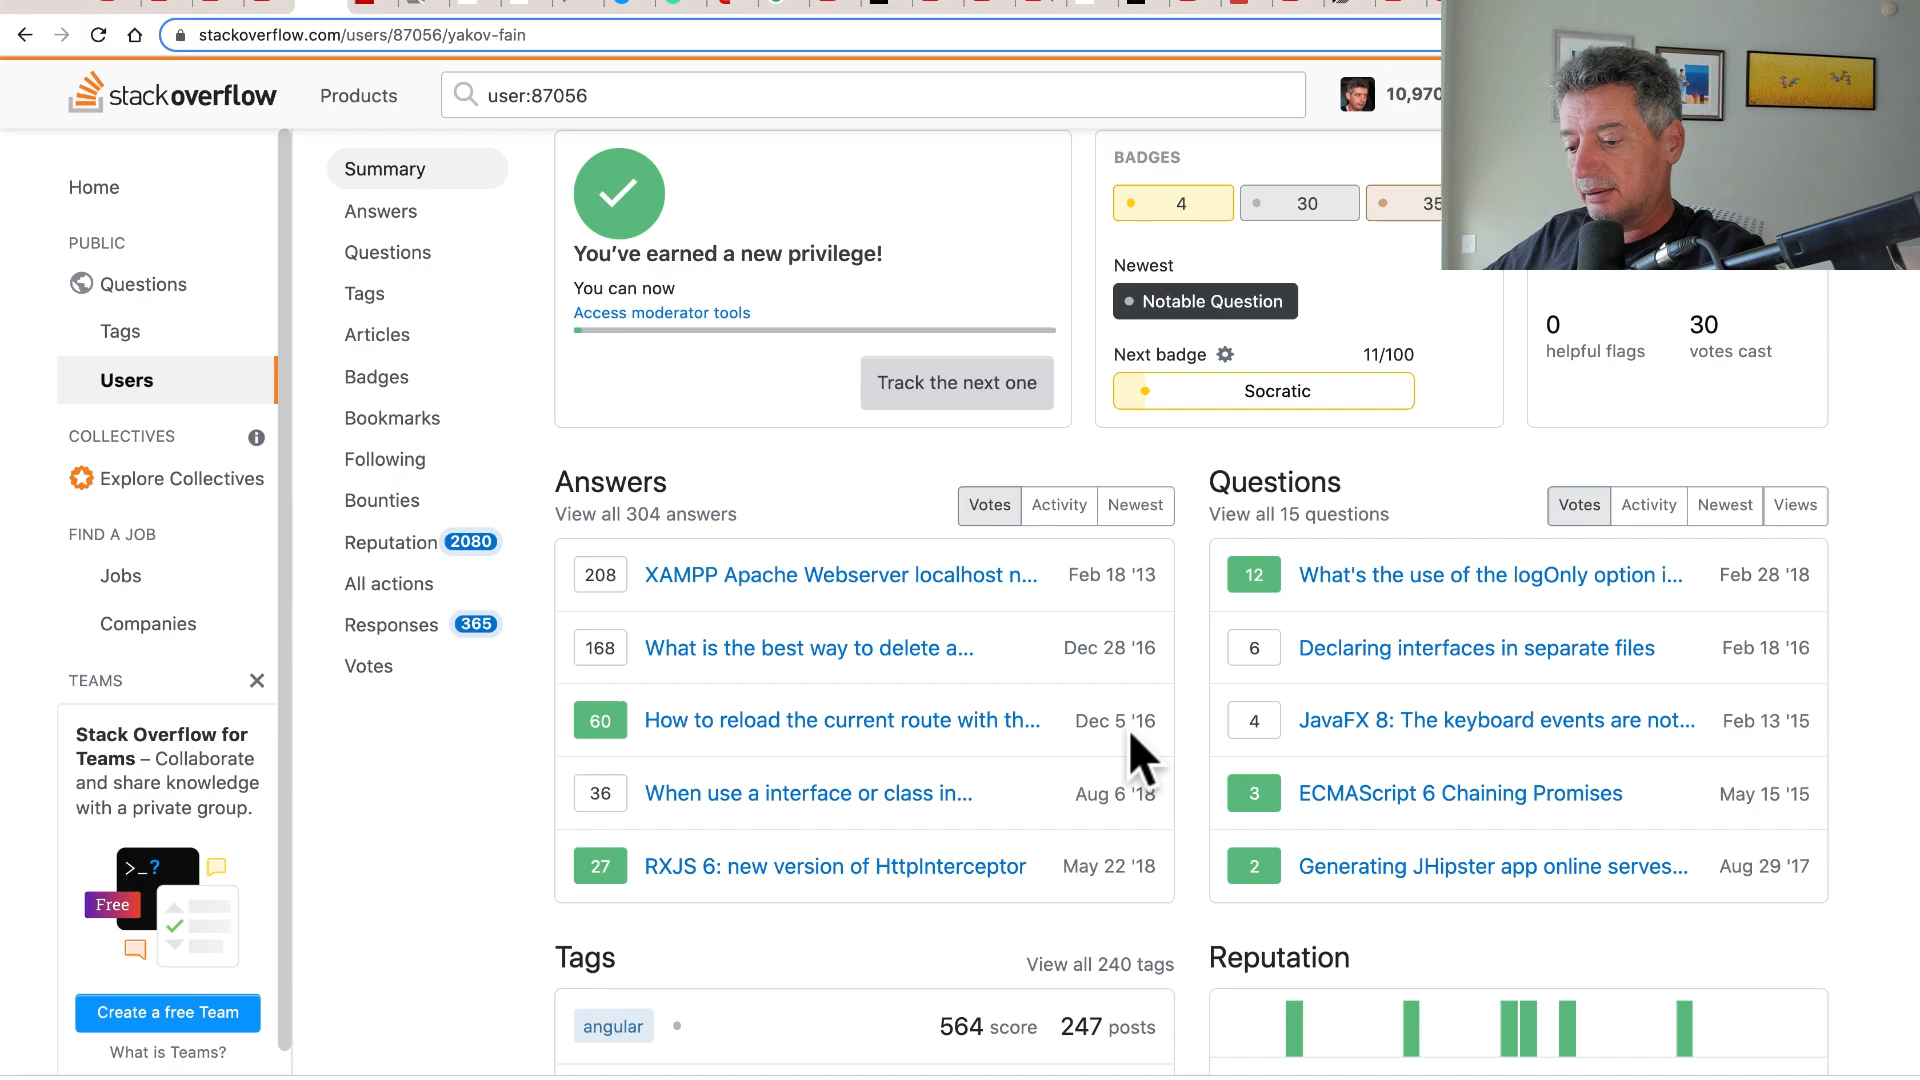 stackoverflow.com/users/87056/yakov-fain
stackoverflow
Products
user:87056
10,970
Home
PUBLIC
Questions
Tags
Users
COLLECTIVES
Explore Collectives
FIND A JOB
Jobs
Companies
TEAMS
Stack Overflow for
Teams – Collaborate
and share knowledge
with a private group.
>_?
Free
Create a free Team
What is Teams?
Summary
Answers
Questions
Tags
Articles
Badges
Bookmarks
Following
Bounties
Reputation 2080
All actions
Responses 365
Votes
You've earned a new privilege!
You can now
Access moderator tools
Track the next one
BADGES
4 30 35
Newest
Notable Question
Next badge 11/100
Socratic
0 30
helpful flags votes cast
Answers
View all 304 answers
Votes Activity Newest
208 XAMPP Apache Webserver localhost n... Feb 18 '13
168 What is the best way to delete a... Dec 28 '16
60 How to reload the current route with th... Dec 5 '16
36 When use a interface or class in... Aug 6 '18
27 RXJS 6: new version of HttpInterceptor May 22 '18
Questions
View all 15 questions
Votes Activity Newest Views
12 What's the use of the logOnly option i... Feb 28 '18
6 Declaring interfaces in separate files Feb 18 '16
4 JavaFX 8: The keyboard events are not... Feb 13 '15
3 ECMAScript 6 Chaining Promises May 15 '15
2 Generating JHipster app online serves... Aug 29 '17
Tags
View all 240 tags
angular 564 score 247 posts
Reputation